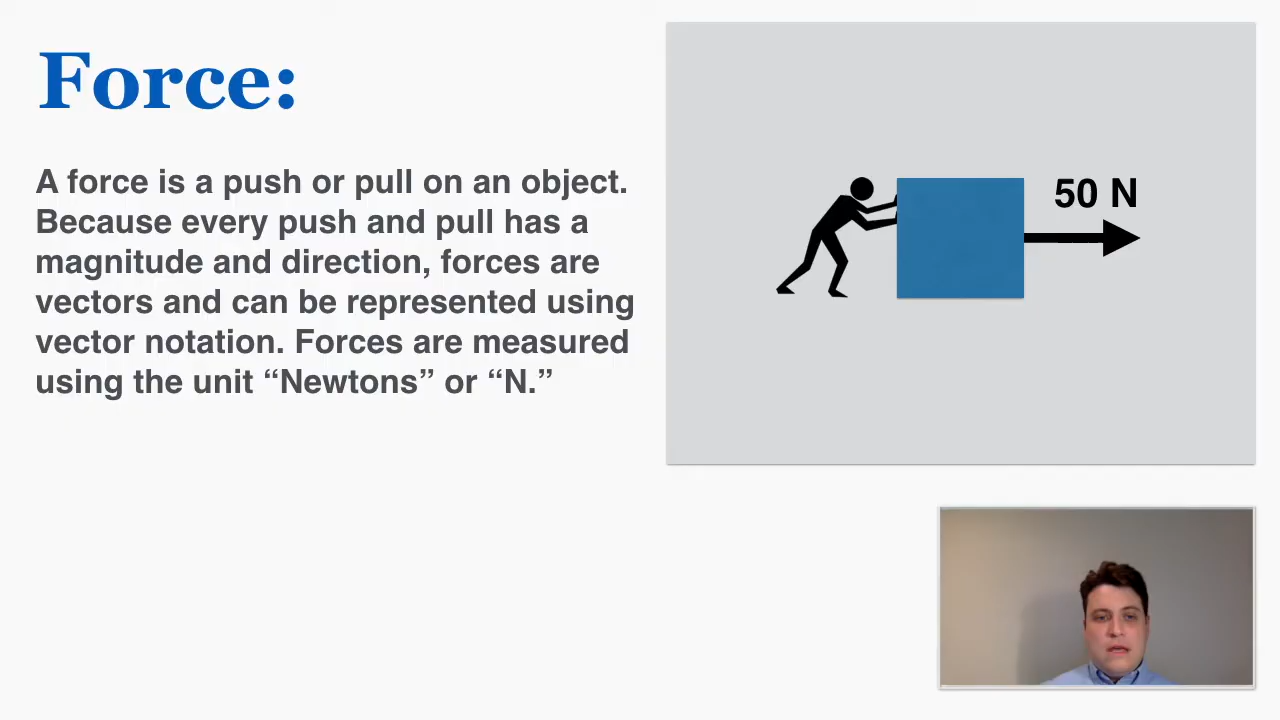 Force:
A force is a push or pull on an object.
Because every push and pull has a
magnitude and direction, forces are
vectors and can be represented using
vector notation. Forces are measured
using the unit “Newtons” or “N.”
50 N